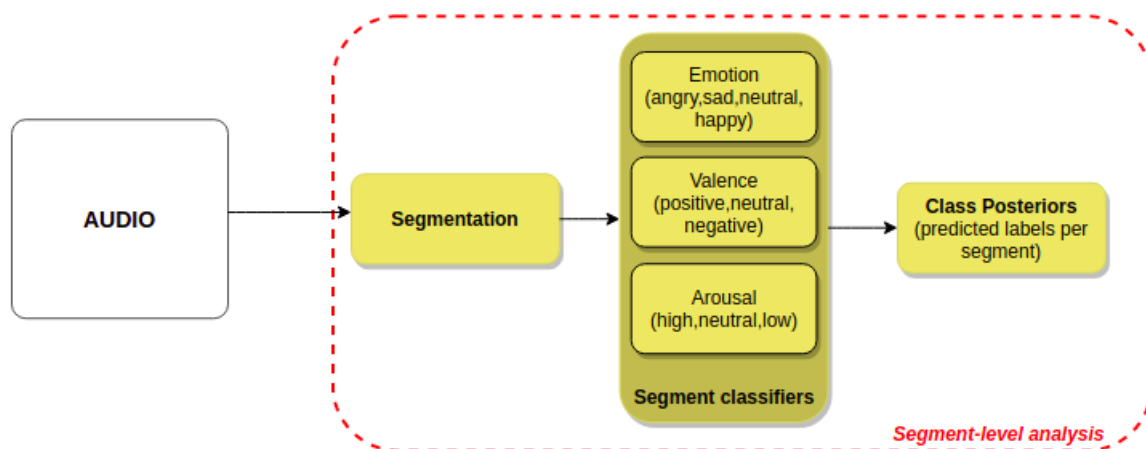 AUDIO
Segmentation
Emotion
(angry,sad,neutral,
happy)
Valence
(positive,neutral,
negative)
Arousal
(high,neutral,low)
Segment classifiers
Class Posteriors
(predicted labels per
segment)
Segment-level analysis